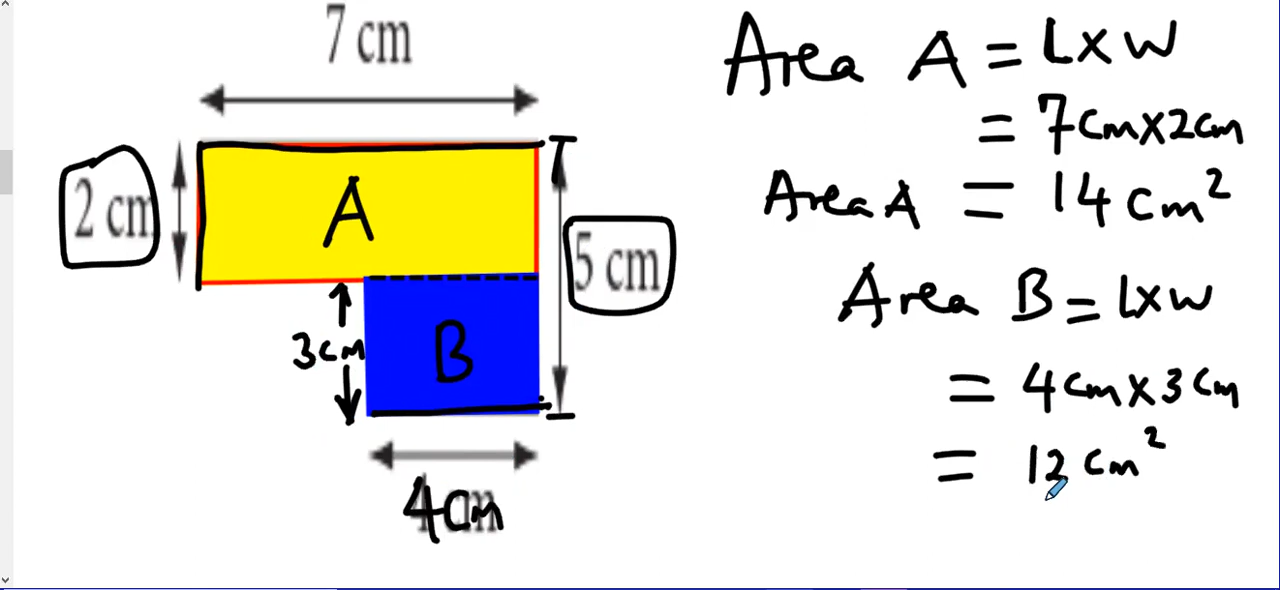 7 cm
2 cm
A
5 cm
3cm
B
4cm
Area A = L x W
= 7cm x 2cm
Area A = 14 cm²
Area B = L x W
= 4cm x 3cm
= 12 cm²